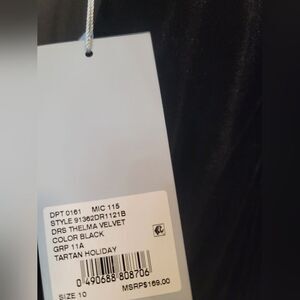 DPT 0161 MIC 115
STYLE 91362DR1121B
DRS THELMA VELVET
COLOR BLACK
GRP 11A
TARTAN HOLIDAY
0 490688 808706
SIZE 10 MSRP$169.00